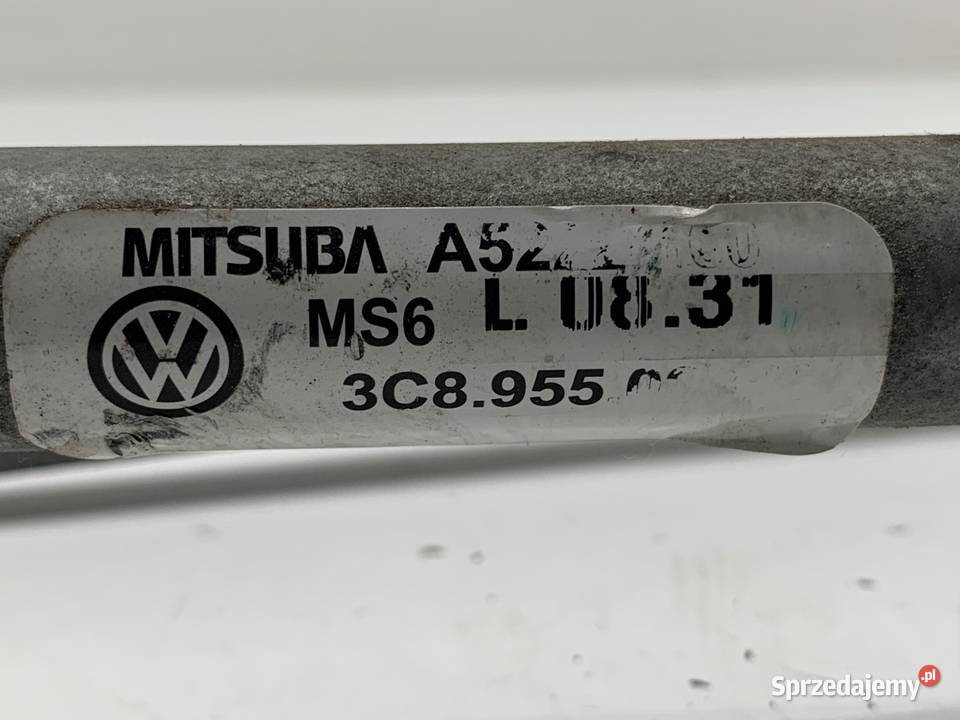 MITSUBA
MS6 L 08.31
3C8.955
Sprzedajemy.pl